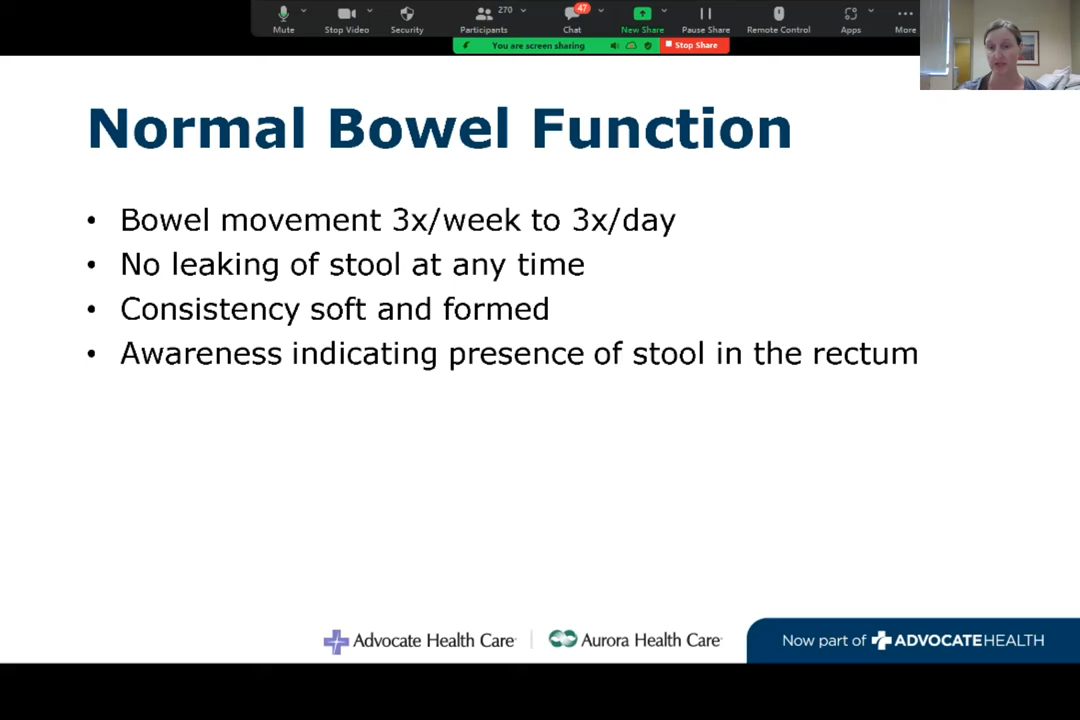 47
270
Mute
Stop Video
Security
Participants
Chat
New Share
Pause Share
Remote Control
Apps
More
You are screen sharing
Stop Share
Normal Bowel Function
• Bowel movement 3x/week to 3x/day
• No leaking of stool at any time
• Consistency soft and formed
• Awareness indicating presence of stool in the rectum
Advocate Health Care
Aurora Health Care
Now part of ADVOCATEHEALTH